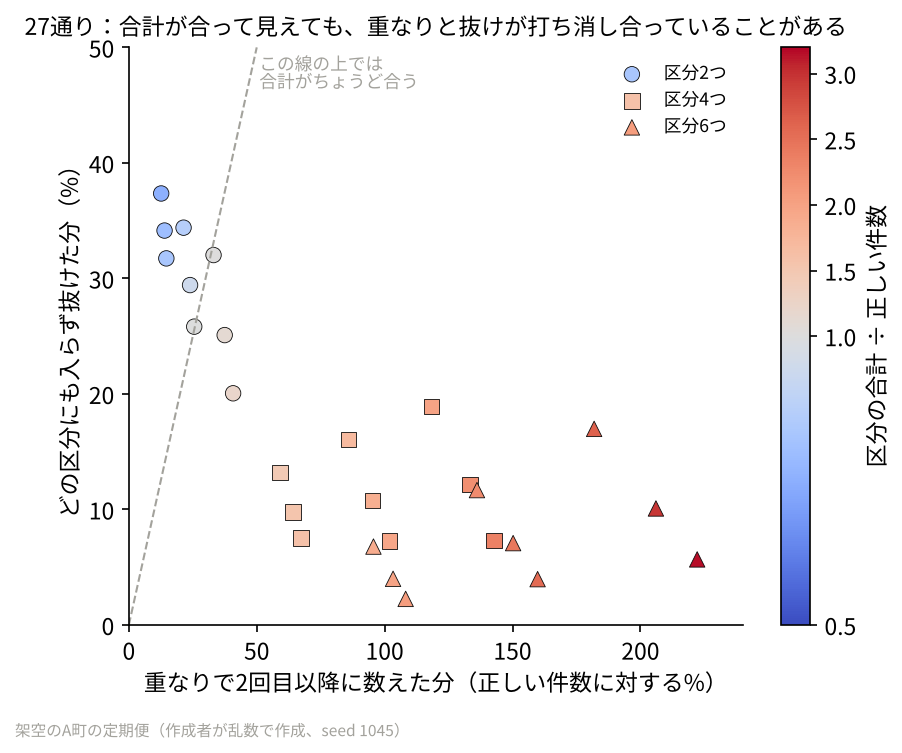 27通り：合計が合って見えても、重なりと抜けが打ち消し合っていることがある
この線の上では
合計がちょうど合う
区分2つ
区分4つ
区分6つ
どの区分にも入らず抜けた分（%）
50
40
30
20
10
0
0
50
100
150
200
重なりで2回目以降に数えた分（正しい件数に対する%）
3.0
2.5
2.0
1.5
1.0
0.5
区分の合計 ÷ 正しい件数
架空のA町の定期便（作成者が乱数で作成、seed 1045）